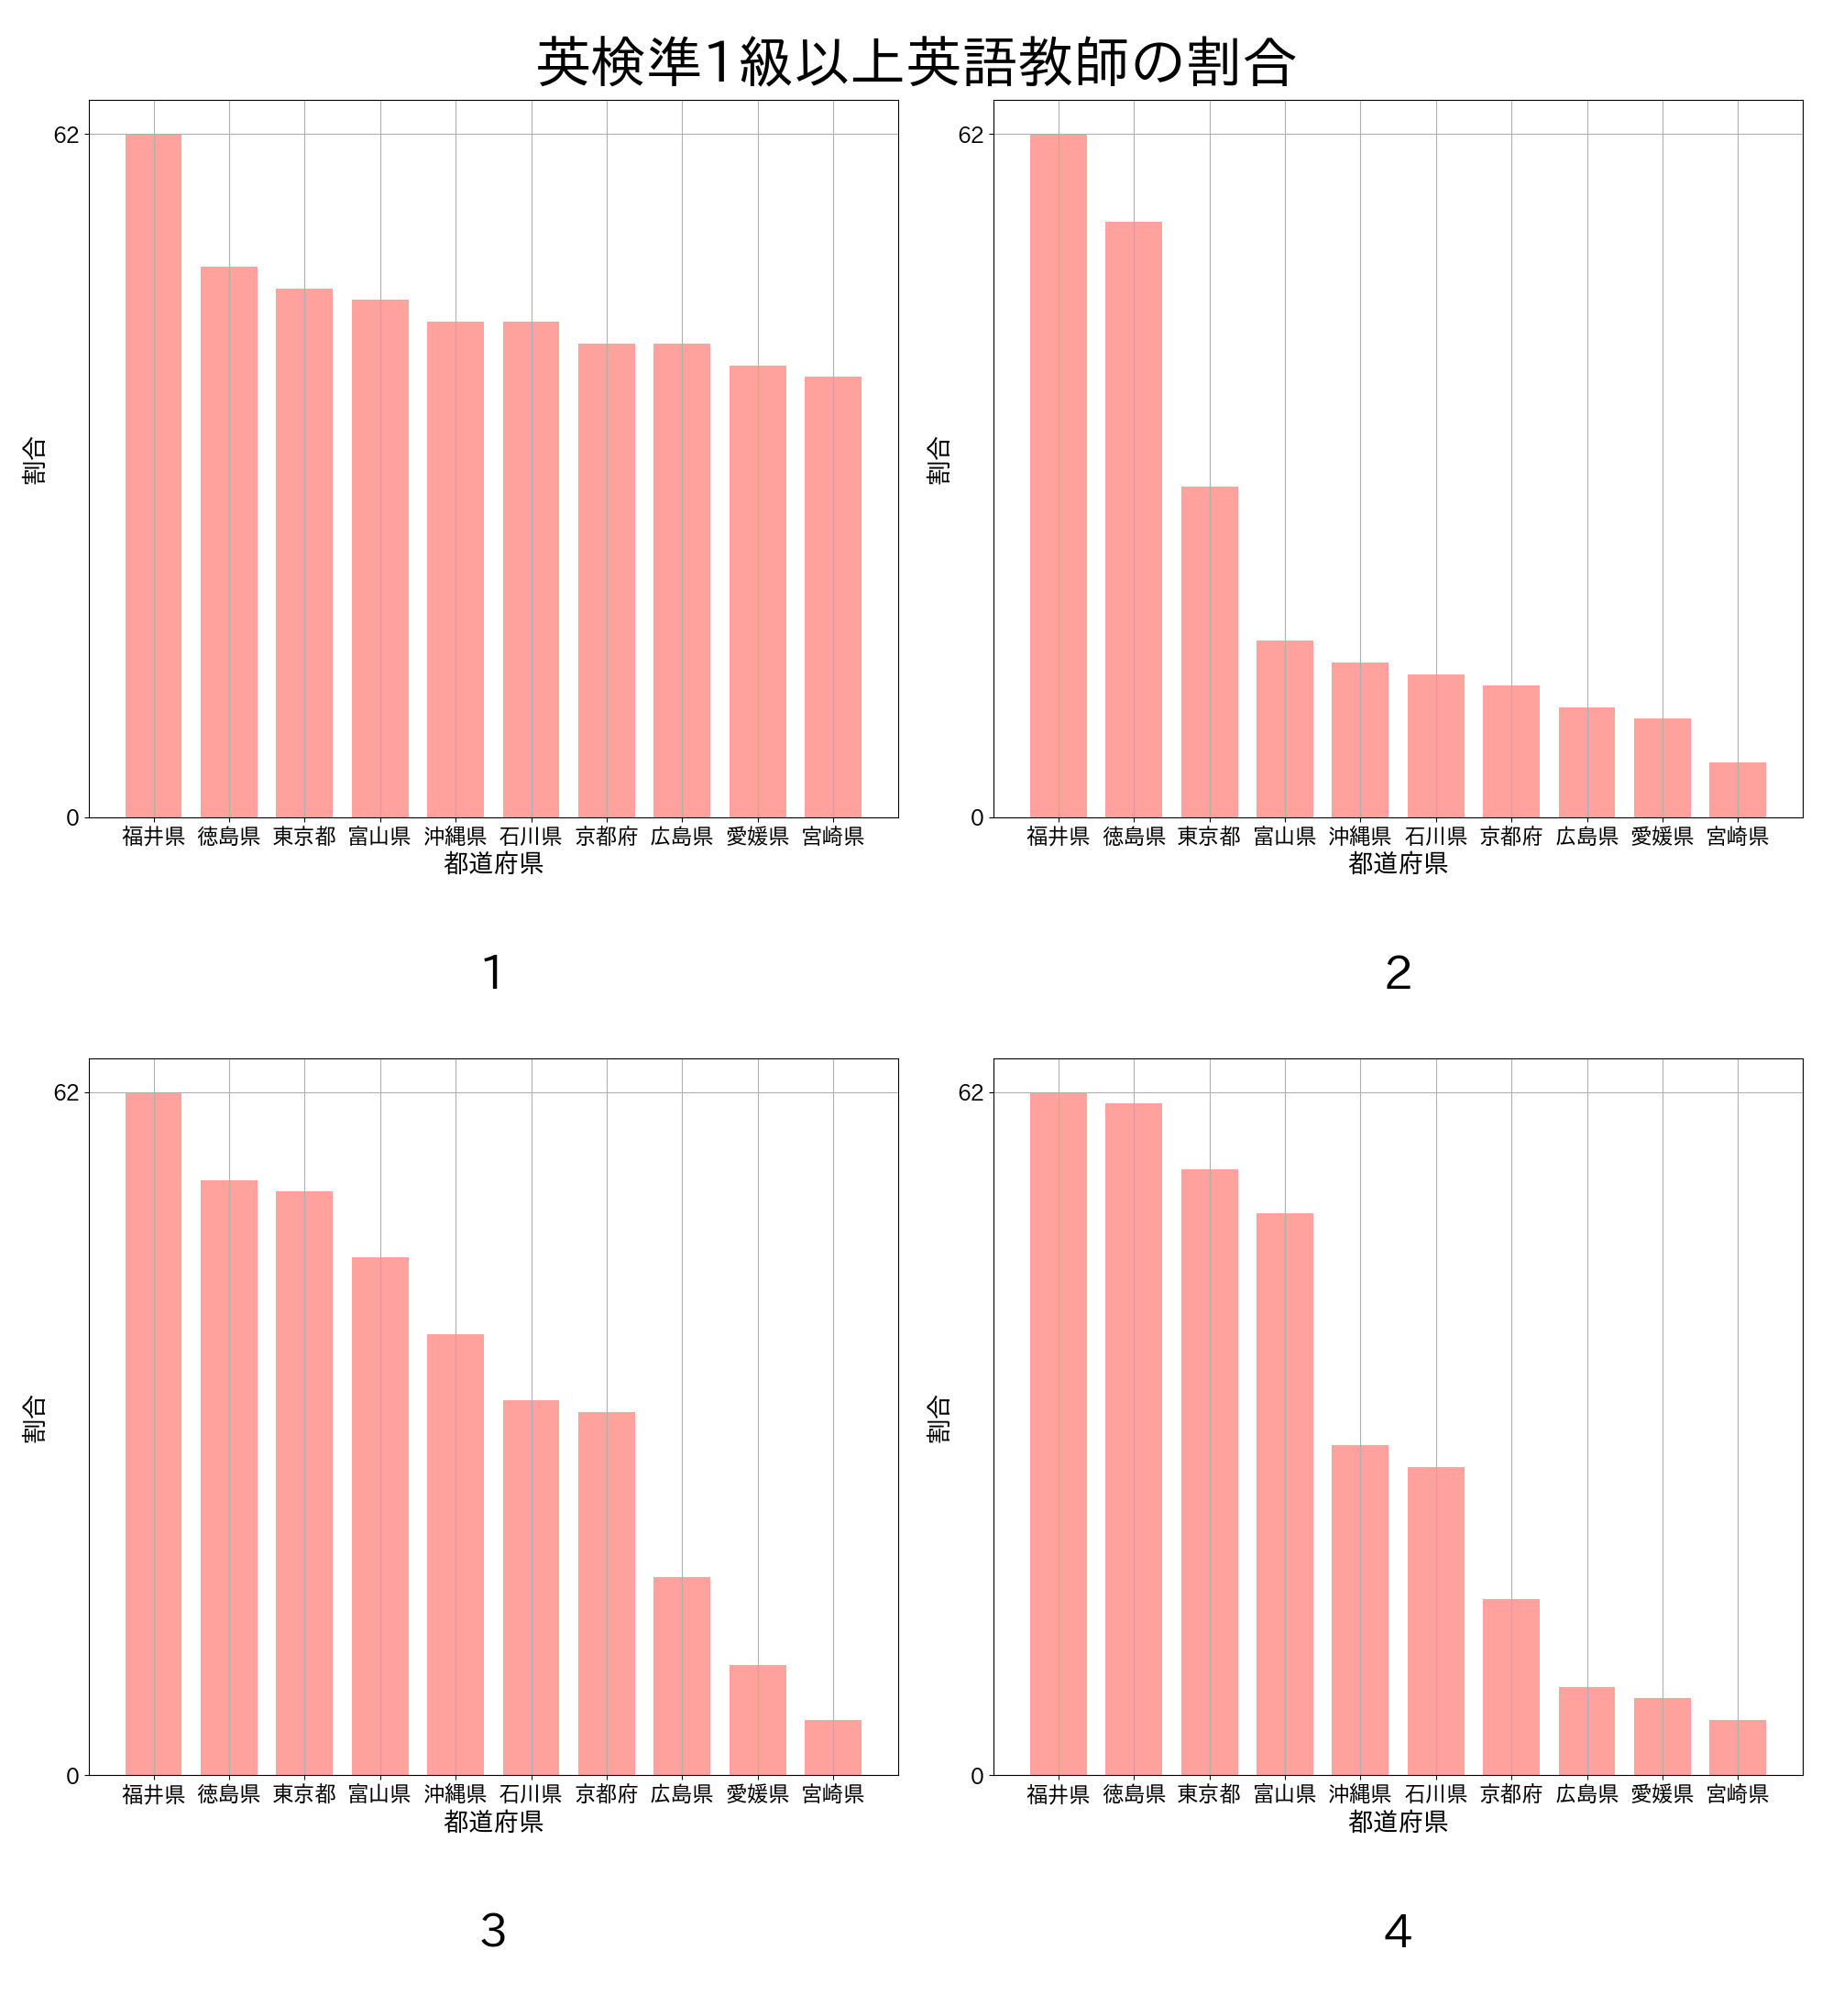 英検準1級以上英語教師の割合
62
0
割合
福井県 徳島県 東京都 富山県 沖縄県 石川県 京都府 広島県 愛媛県 宮崎県
都道府県
1
62
0
割合
福井県 徳島県 東京都 富山県 沖縄県 石川県 京都府 広島県 愛媛県 宮崎県
都道府県
2
62
0
割合
福井県 徳島県 東京都 富山県 沖縄県 石川県 京都府 広島県 愛媛県 宮崎県
都道府県
3
62
0
割合
福井県 徳島県 東京都 富山県 沖縄県 石川県 京都府 広島県 愛媛県 宮崎県
都道府県
4